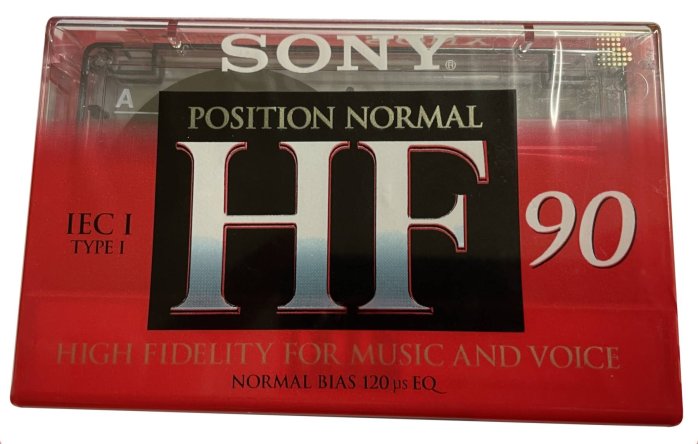 SONY®
A
POSITION NORMAL
HF
90
IEC I
TYPE I
HIGH FIDELITY FOR MUSIC AND VOICE
NORMAL BIAS 120 µs EQ